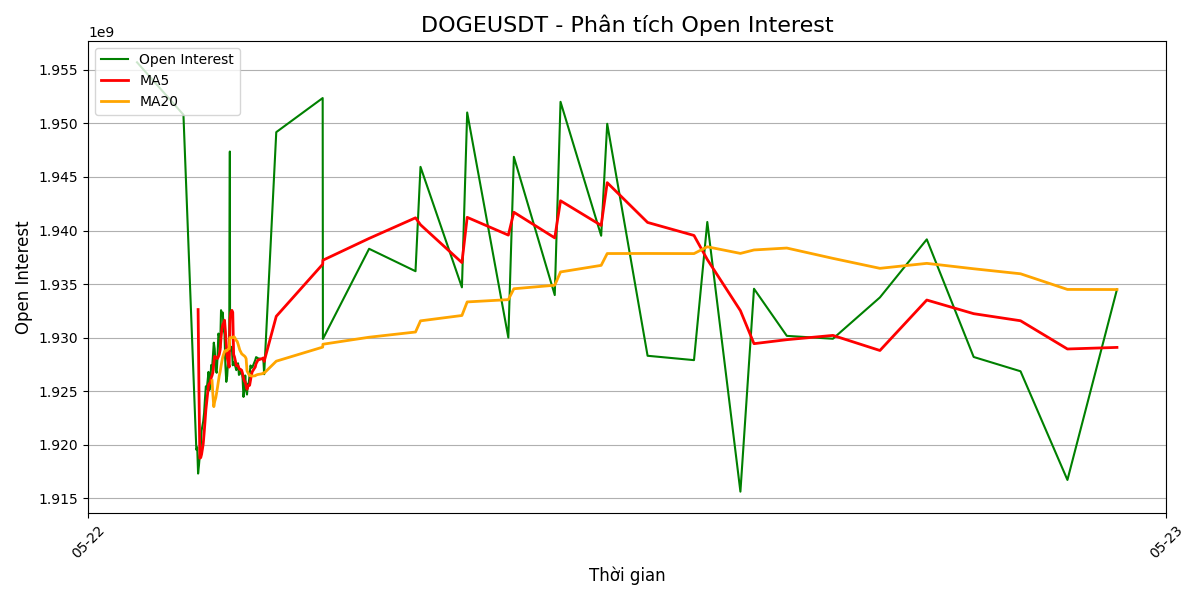 DOGEUSDT - Phân tích Open Interest
1e9
Open Interest
MA5
MA20
1.955
1.950
1.945
1.940
1.935
1.930
1.925
1.920
1.915
Open Interest
05-22
05-23
Thời gian